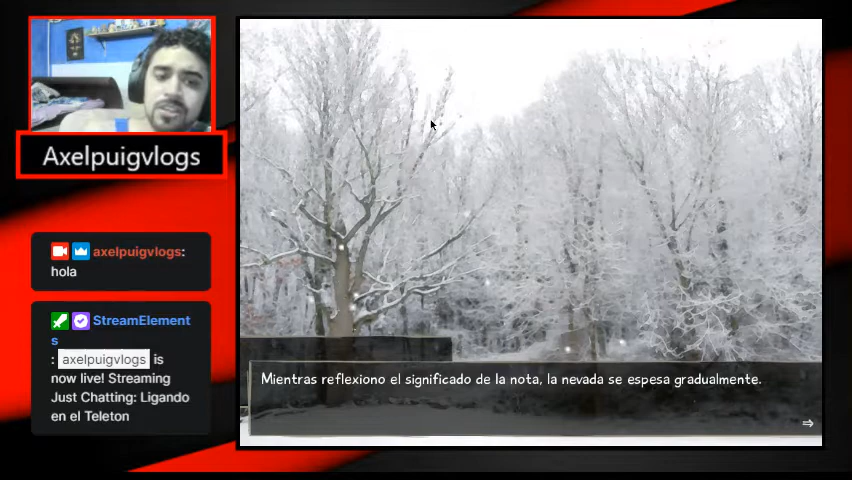 Axelpuigvlogs
axelpuigvlogs:
hola
StreamElement
s
: axelpuigvlogs is
now live! Streaming
Just Chatting: Ligando
en el Teleton
Mientras reflexiono el significado de la nota, la nevada se espesa gradualmente.